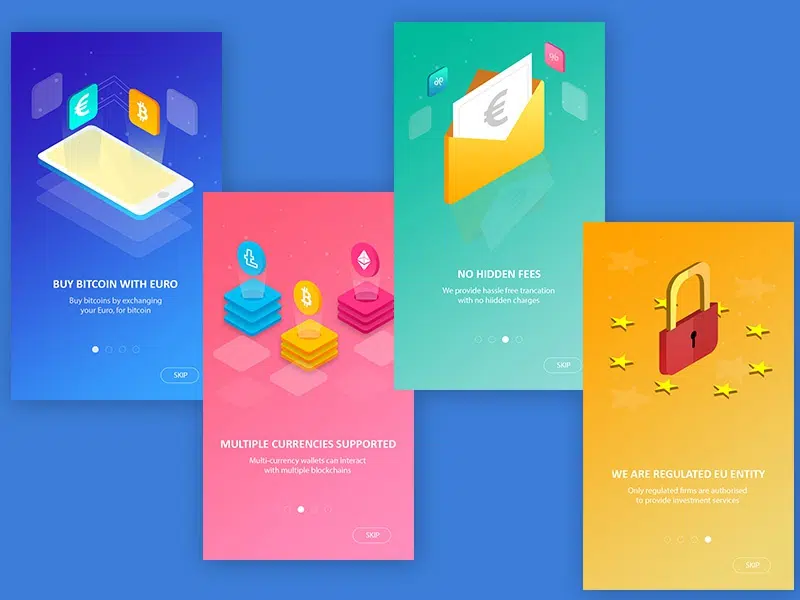 BUY BITCOIN WITH EURO
Buy bitcoins by exchanging
your Euro, for bitcoin
SKIP
MULTIPLE CURRENCIES SUPPORTED
Multi-currency wallets can Interact
with multiple blockchains
SKIP
NO HIDDEN FEES
We provide hassle free trancation
with no hiidden charges
SKIP
WE ARE REGULATED EU ENTITY
Only regulated firms are authorised
to provide investment services
SKIP